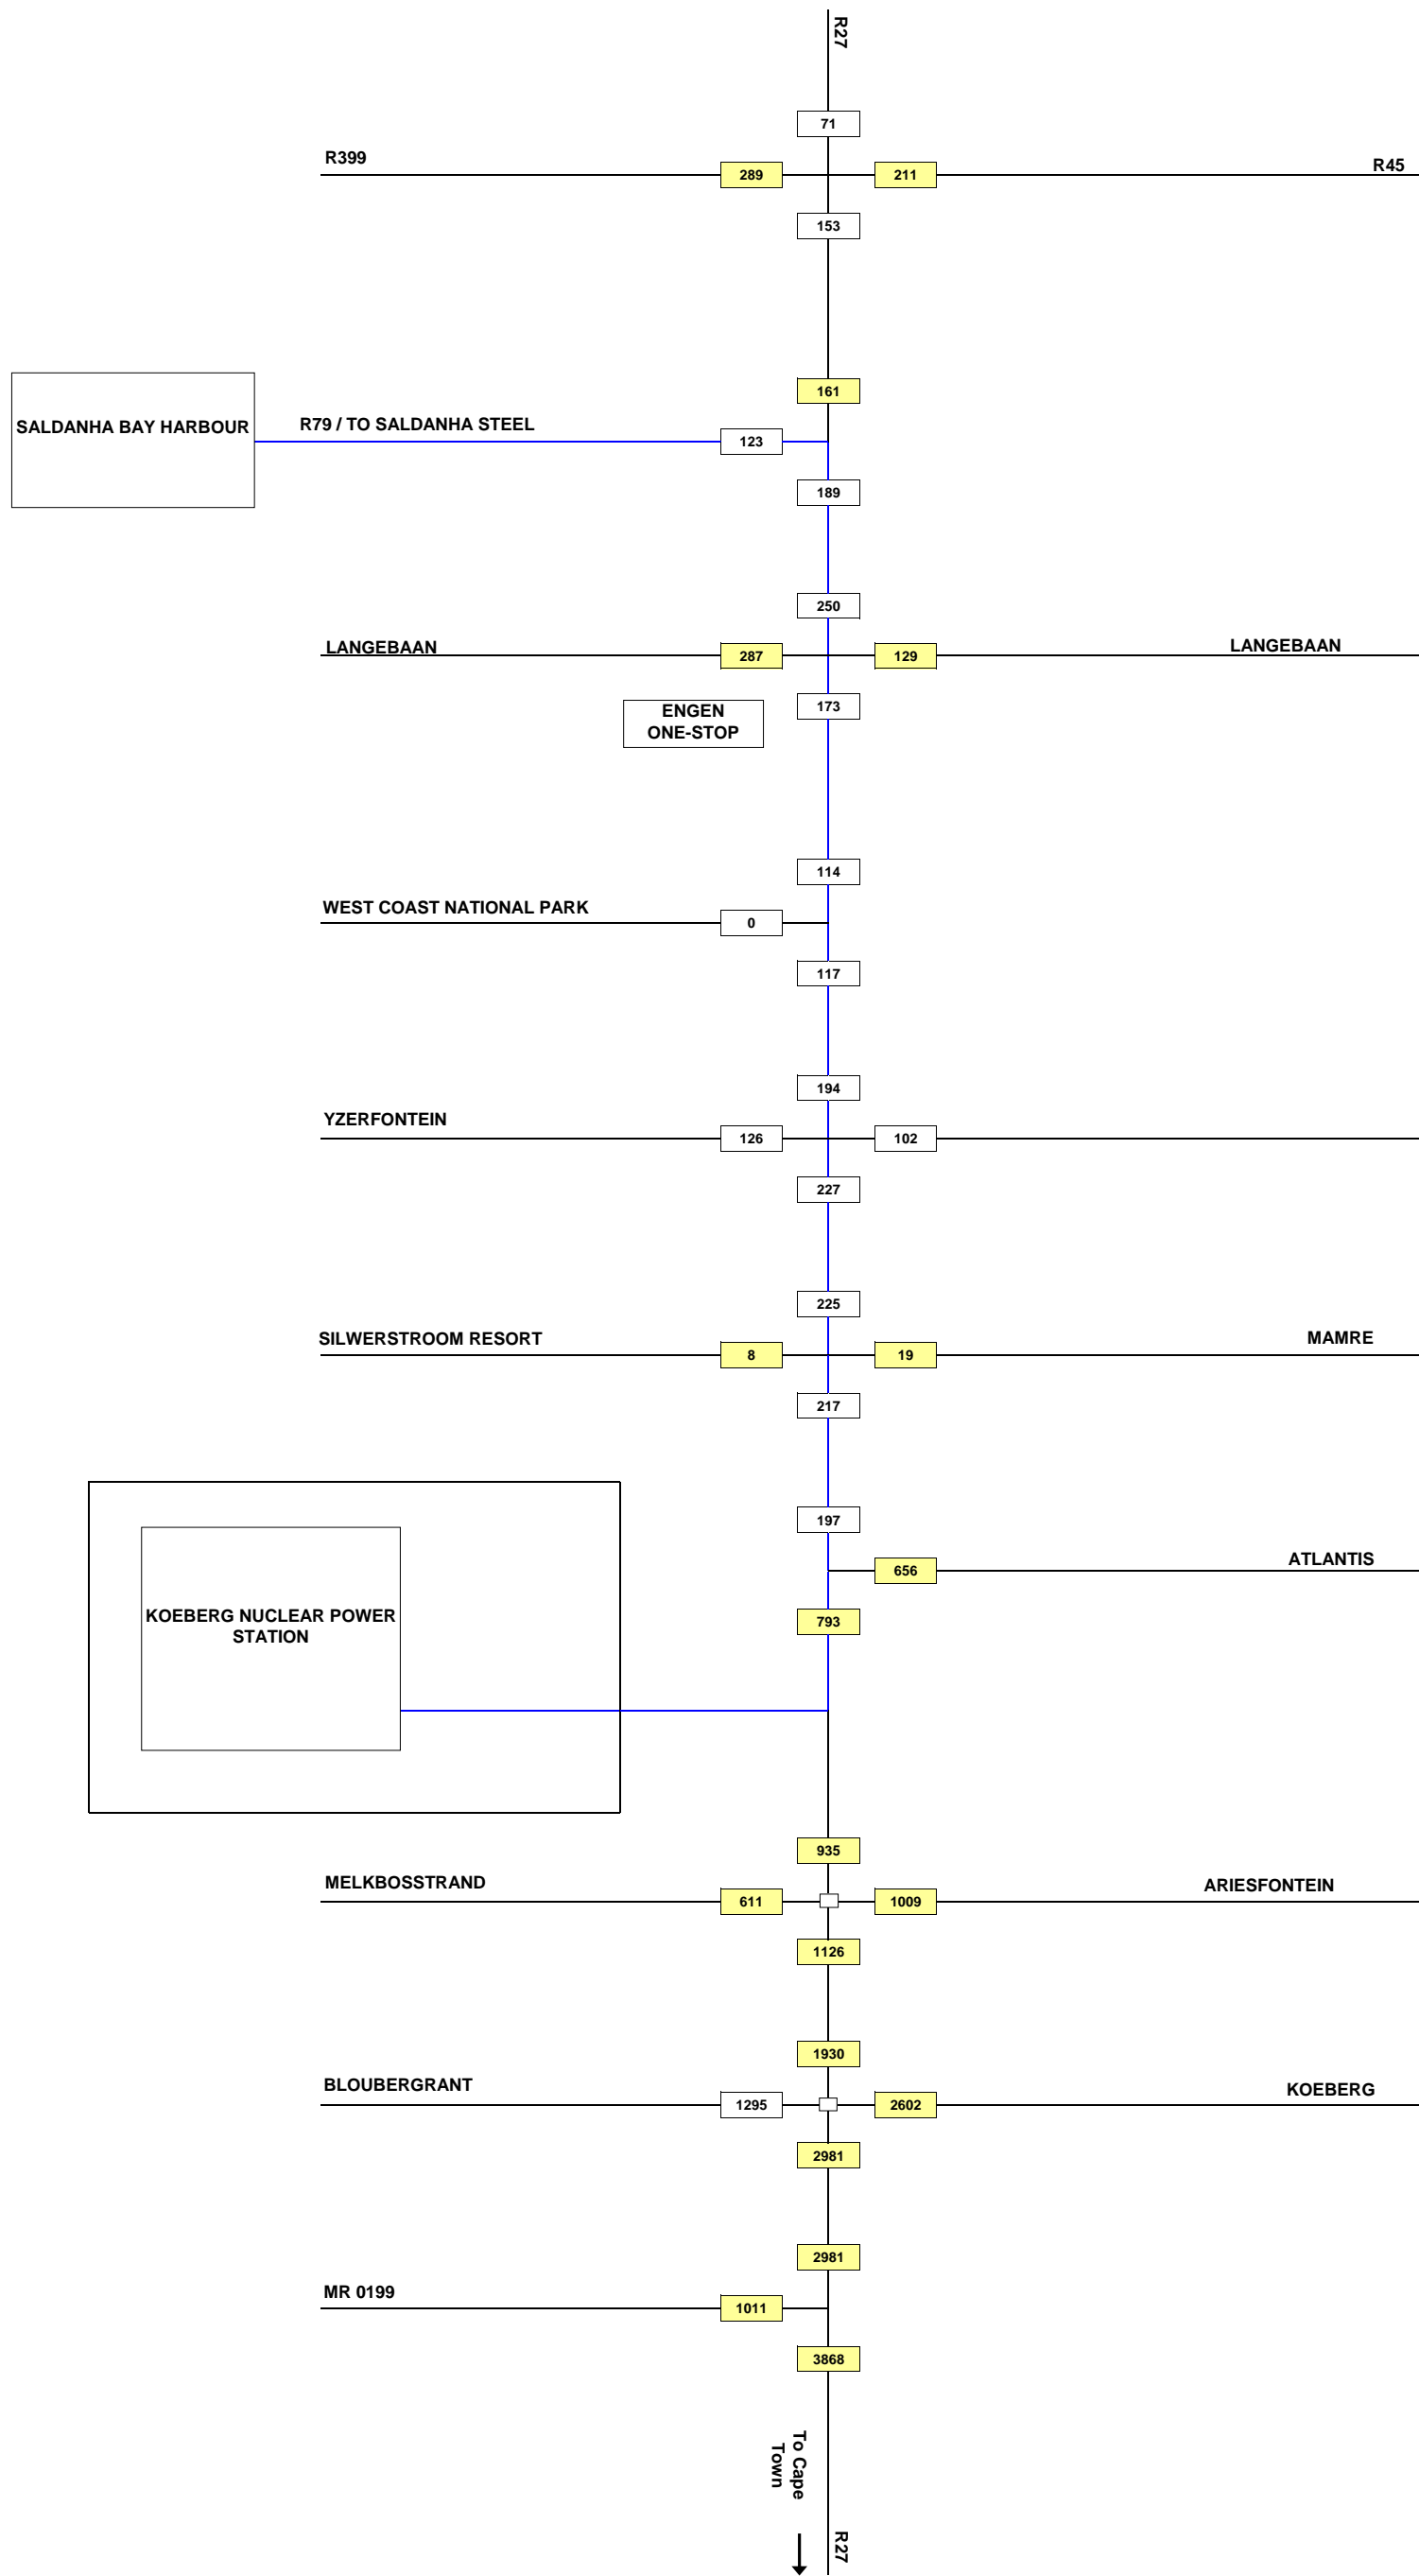 R27
71
R399
289
211
R45
153
161
SALDANHA BAY HARBOUR
R79 / TO SALDANHA STEEL
123
189
250
LANGEBAAN
287
129
LANGEBAAN
ENGEN
ONE-STOP
173
114
WEST COAST NATIONAL PARK
0
117
194
YZERFONTEIN
126
102
227
225
SILWERSTROOM RESORT
8
19
MAMRE
217
197
656
ATLANTIS
KOEBERG NUCLEAR POWER
STATION
793
935
MELKBOSSTRAND
611
1009
ARIESFONTEIN
1126
1930
BLOUBERGRANT
1295
2602
KOEBERG
2981
2981
MR 0199
1011
3868
To Cape
Town
R27